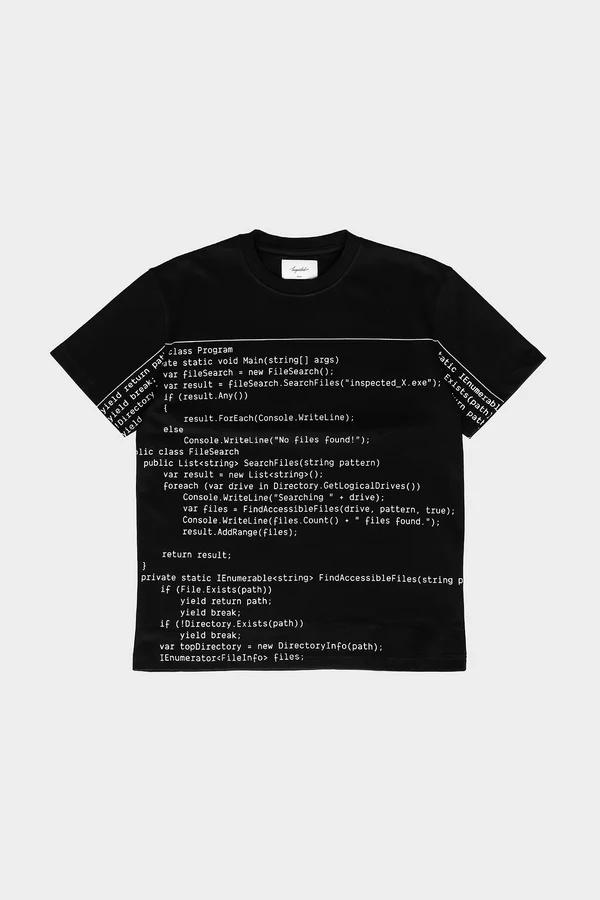 class Program
static void Main(string[] args)
var fileSearch = new FileSearch();
var result = fileSearch.SearchFiles("inspected_X.exe");
if (result.Any())
{
result.ForEach(Console.WriteLine);
else
Console.WriteLine("No files found!");
lic class FileSearch
public List<string> SearchFiles(string pattern)
var result = new List<string>();
foreach (var drive in Directory.GetLogicalDrives())
Console.WriteLine("Searching " + drive);
var files = FindAccessibleFiles(drive, pattern, true);
Console.WriteLine(files.Count() + " files found.");
result.AddRange(files);
return result;
}
private static IEnumerable<string> FindAccessibleFiles(string p
if (File.Exists(path))
yield return path;
yield break;
if (!Directory.Exists(path))
yield break;
var topDirectory = new DirectoryInfo(path);
IEnumerator<FileInfo> files;
yield return pat
yield break;
!Directory
yield
tatic IEnumerabl
Exists(path)
rn path;